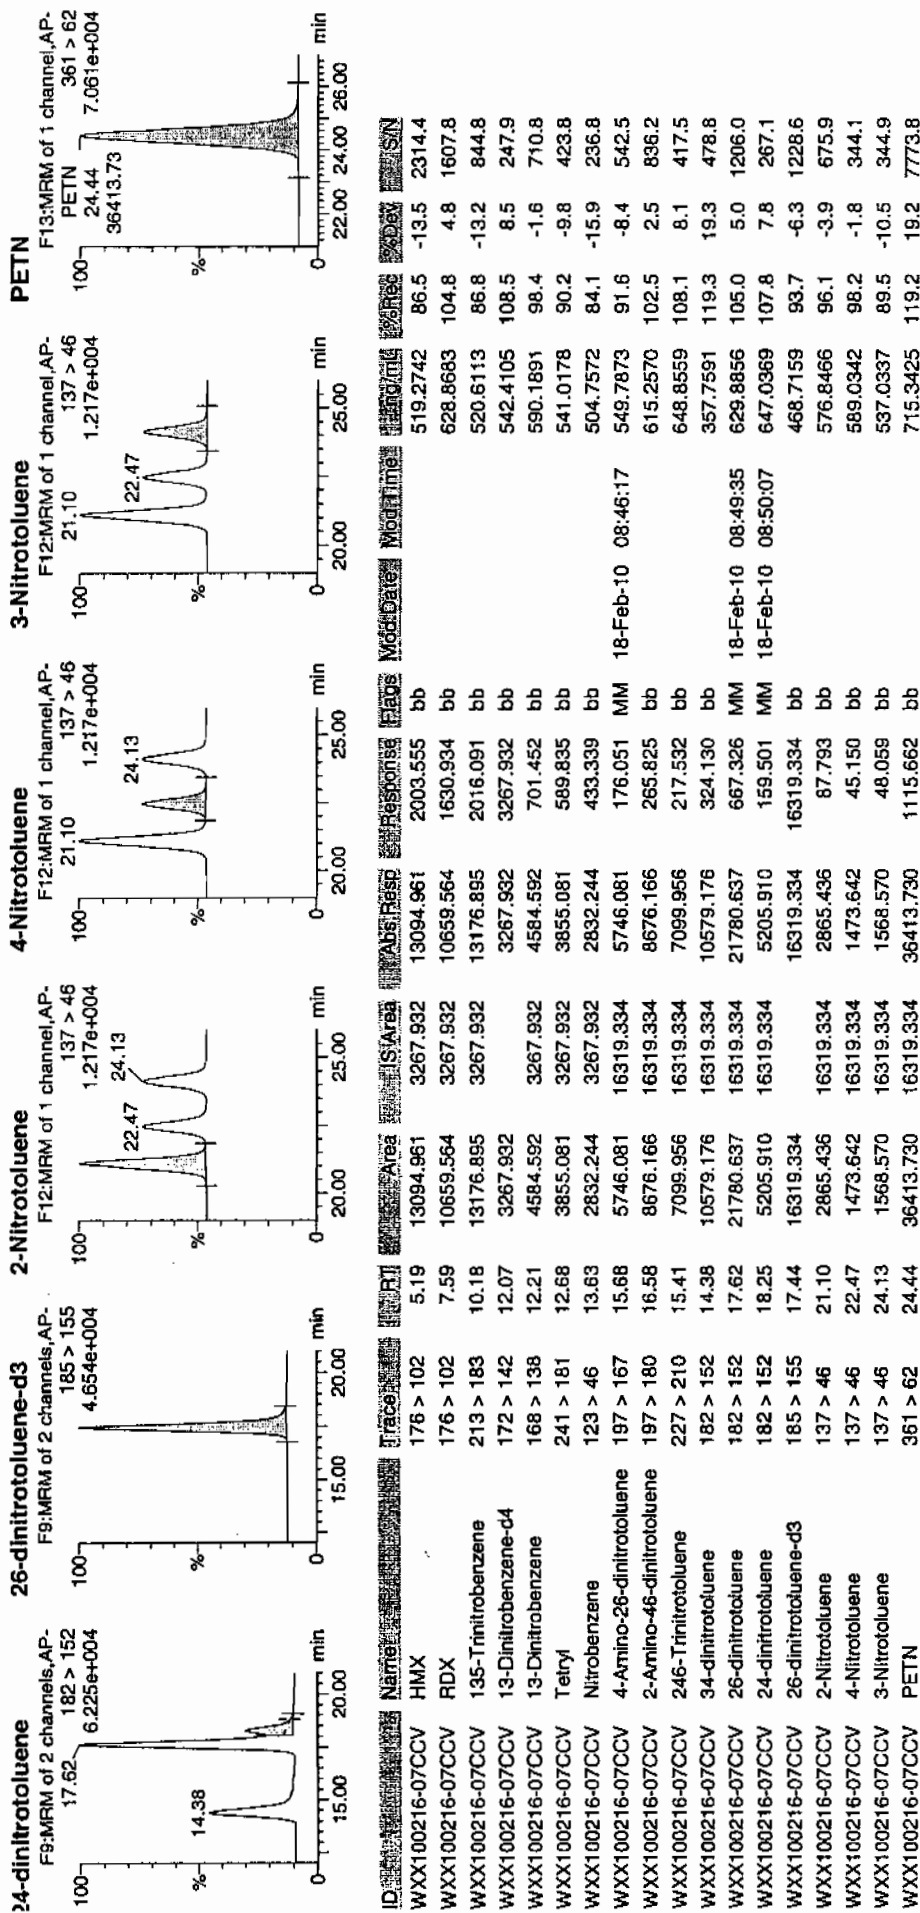 24-dinitrotoluene
F9:MRM of 2 channels,AP-
182 > 152
6.225e+004
100
17.62
14.38
%
0
15.00
20.00
min
26-dinitrotoluene-d3
F9:MRM of 2 channels,AP-
185 > 155
4.654e+004
100
%
0
15.00
20.00
min
2-Nitrotoluene
F12:MRM of 1 channel,AP-
137 > 46
1.217e+004
100
22.47
24.13
%
0
20.00
25.00
min
4-Nitrotoluene
F12:MRM of 1 channel,AP-
137 > 46
1.217e+004
100
21.10
24.13
%
0
20.00
25.00
min
3-Nitrotoluene
F12:MRM of 1 channel,AP-
137 > 46
1.217e+004
100
21.10
22.47
%
0
20.00
25.00
min
PETN
F13:MRM of 1 channel,AP-
361 > 62
7.061e+004
100
PETN
24.44
36413.73
%
0
22.00
24.00
26.00
min
ID Name Trace RT Area IS Area Abs.Resp Response Flags Mod.Date Mod.Time ng/mL %Rec %Dev S/N
WXX100216-07CCV HMX 176 > 102 5.19 13094.961 3267.932 13094.961 2003.555 bb 519.2742 86.5 -13.5 2314.4
WXX100216-07CCV RDX 176 > 102 7.59 10659.564 3267.932 10659.564 1630.934 bb 628.8683 104.8 4.8 1607.8
WXX100216-07CCV 135-Trinitrobenzene 213 > 183 10.18 13176.895 3267.932 13176.895 2016.091 bb 520.6113 86.8 -13.2 844.8
WXX100216-07CCV 13-Dinitrobenzene-d4 172 > 142 12.07 3267.932 3267.932 3267.932 bb 542.4105 108.5 8.5 247.9
WXX100216-07CCV 13-Dinitrobenzene 168 > 138 12.21 4584.592 3267.932 4584.592 701.452 bb 590.1891 98.4 -1.6 710.8
WXX100216-07CCV Tetryl 241 > 181 12.68 3855.081 3267.932 3855.081 589.835 bb 541.0178 90.2 -9.8 423.8
WXX100216-07CCV Nitrobenzene 123 > 46 13.63 2832.244 3267.932 2832.244 433.339 bb 504.7572 84.1 -15.9 236.8
WXX100216-07CCV 4-Amino-26-dinitrotoluene 197 > 167 15.68 5746.081 16319.334 5746.081 176.051 MM 18-Feb-10 08:46:17 549.7873 91.6 -8.4 542.5
WXX100216-07CCV 2-Amino-46-dinitrotoluene 197 > 180 16.58 8676.166 16319.334 8676.166 265.825 bb 615.2570 102.5 2.5 836.2
WXX100216-07CCV 246-Trinitrotoluene 227 > 210 15.41 7099.956 16319.334 7099.956 217.532 bb 648.8559 108.1 8.1 417.5
WXX100216-07CCV 34-dinitrotoluene 182 > 152 14.38 10579.176 16319.334 10579.176 324.130 bb 357.7591 119.3 19.3 478.8
WXX100216-07CCV 26-dinitrotoluene 182 > 152 17.62 21780.637 16319.334 21780.637 667.326 MM 18-Feb-10 08:49:35 629.8856 105.0 5.0 1206.0
WXX100216-07CCV 24-dinitrotoluene 182 > 152 18.25 5205.910 16319.334 5205.910 159.501 MM 18-Feb-10 08:50:07 647.0369 107.8 7.8 267.1
WXX100216-07CCV 26-dinitrotoluene-d3 185 > 155 17.44 16319.334 16319.334 16319.334 bb 468.7159 93.7 -6.3 1228.6
WXX100216-07CCV 2-Nitrotoluene 137 > 46 21.10 2865.436 16319.334 2865.436 87.793 bb 576.8466 96.1 -3.9 675.9
WXX100216-07CCV 4-Nitrotoluene 137 > 46 22.47 1473.642 16319.334 1473.642 45.150 bb 589.0342 98.2 -1.8 344.1
WXX100216-07CCV 3-Nitrotoluene 137 > 46 24.13 1568.570 16319.334 1568.570 48.059 bb 537.0337 89.5 -10.5 344.9
WXX100216-07CCV PETN 361 > 62 24.44 36413.730 16319.334 36413.730 1115.662 bb 715.3425 119.2 19.2 7773.8